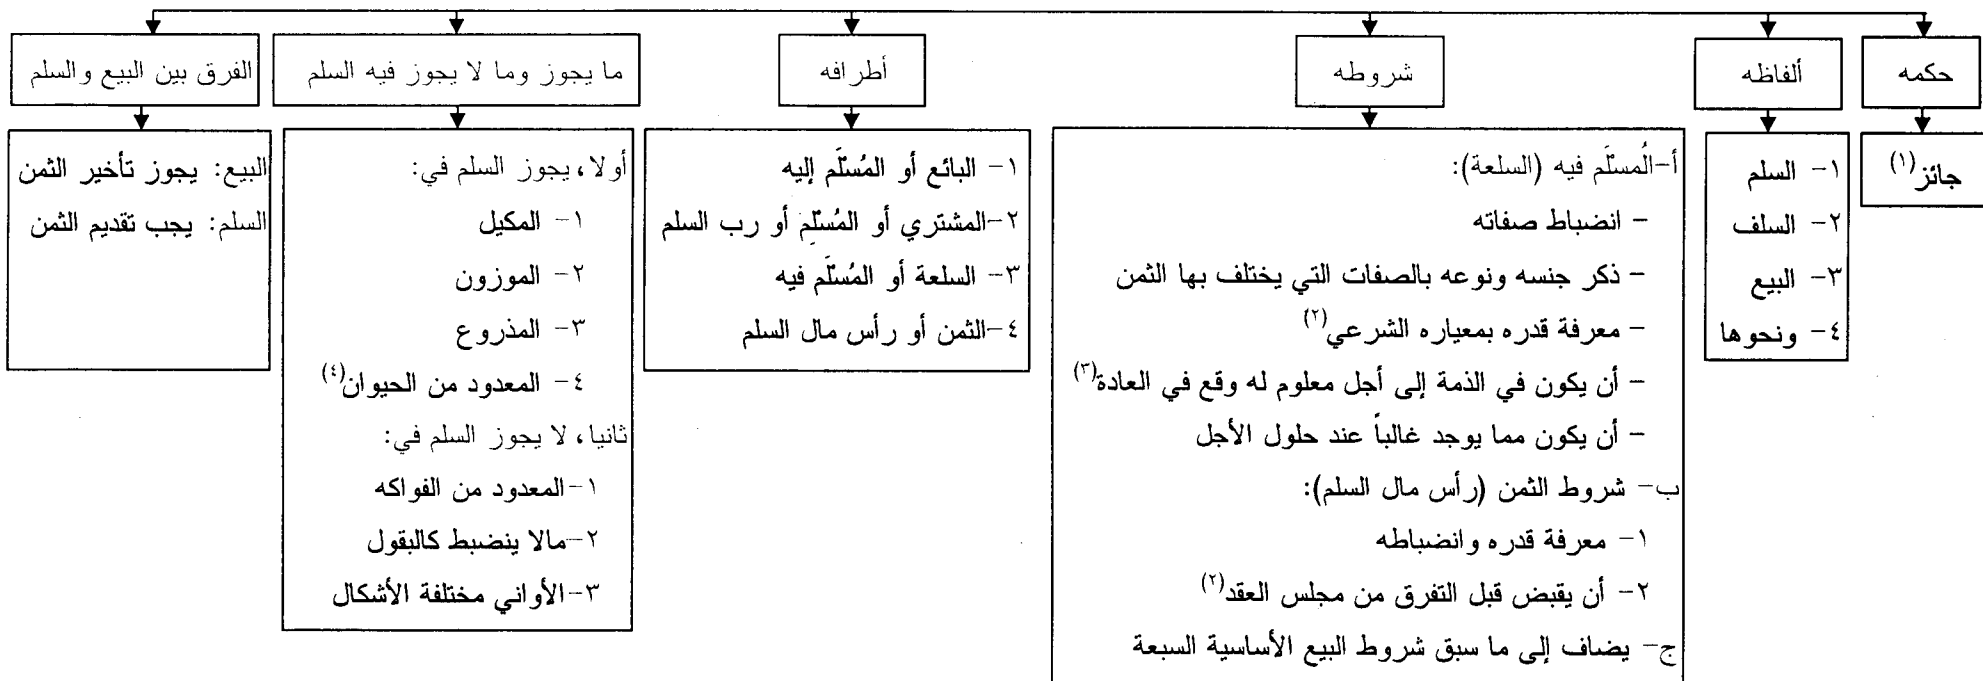 حكمه
جائز(١)
ألفاظه
١- السلم
٢- السلف
٣- البيع
٤- ونحوها
شروطه
أ-المُسلَم فيه (السلعة):
- انضباط صفاته
- ذكر جنسه ونوعه بالصفات التي يختلف بها الثمن
- معرفة قدره بمعياره الشرعي(٢)
- أن يكون في الذمة إلى أجل معلوم له وقع في العادة(٣)
- أن يكون مما يوجد غالباً عند حلول الأجل
ب- شروط الثمن (رأس مال السلم):
١- معرفة قدره وانضباطه
٢- أن يقبض قبل التفرق من مجلس العقد(٢)
ج- يضاف إلى ما سبق شروط البيع الأساسية السبعة
أطرافه
١- البائع أو المُسلَم إليه
٢-المشتري أو المُسلِم أو رب السلم
٣- السلعة أو المُسلَم فيه
٤-الثمن أو رأس مال السلم
ما يجوز وما لا يجوز فيه السلم
أولا، يجوز السلم في:
١- المكيل
٢- الموزون
٣- المذروع
٤- المعدود من الحيوان(٤)
ثانيا، لا يجوز السلم في:
١-المعدود من الفواكه
٢-مالا ينضبط كالبقول
٣-الأواني مختلفة الأشكال
الفرق بين البيع والسلم
البيع: يجوز تأخير الثمن
السلم: يجب تقديم الثمن